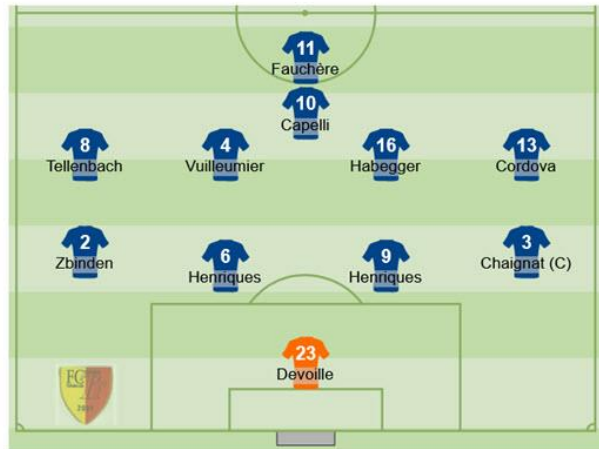 11
Fauchère
10
Capelli
8
Tellenbach
4
Vuilleumier
16
Habegger
13
Cordova
2
Zbinden
6
Henriques
9
Henriques
3
Chaignat (C)
23
Devoille
FC